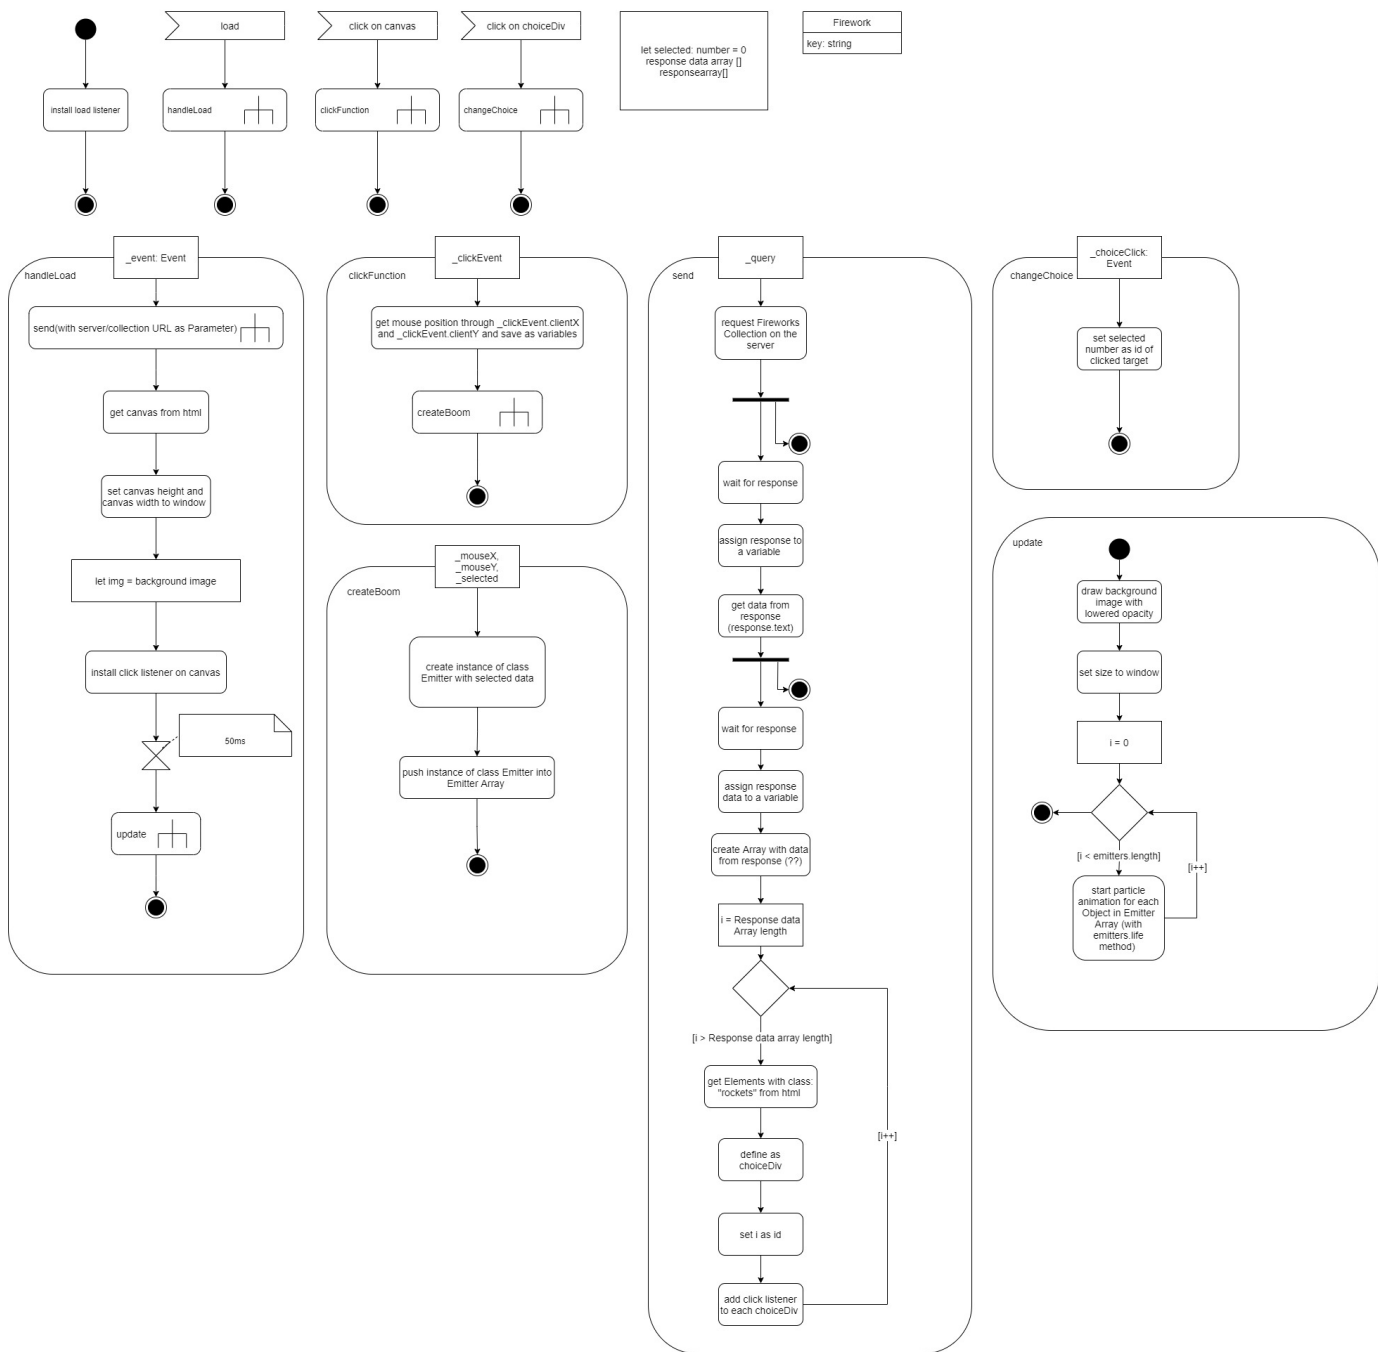 load
click on canvas
click on choiceDiv
let selected: number = 0
response data array []
responsearray[]
Firework
key: string
install load listener
handleLoad
clickFunction
changeChoice
handleLoad
_event: Event
send(with server/collection URL as Parameter)
get canvas from html
set canvas height and
canvas width to window
let img = background image
install click listener on canvas
50ms
update
clickFunction
_clickEvent
get mouse position through _clickEvent.clientX
and _clickEvent.clientY and save as variables
createBoom
createBoom
_mouseX,
_mouseY,
_selected
create instance of class
Emitter with selected data
push instance of class Emitter into
Emitter Array
send
_query
request Fireworks
Collection on the
server
wait for response
assign response to
a variable
get data from
response
(response.text)
wait for response
assign response
data to a variable
create Array with data
from response (??)
i = Response data
Array length
[i > Response data array length]
get Elements with class:
"rockets" from html
define as
choiceDiv
set i as id
add click listener
to each choiceDiv
[i++]
changeChoice
_choiceClick:
Event
set selected
number as id of
clicked target
update
draw background
image with
lowered opacity
set size to window
i = 0
[i < emitters.length]
[i++]
start particle
animation for each
Object in Emitter
Array (with
emitters.life
method)